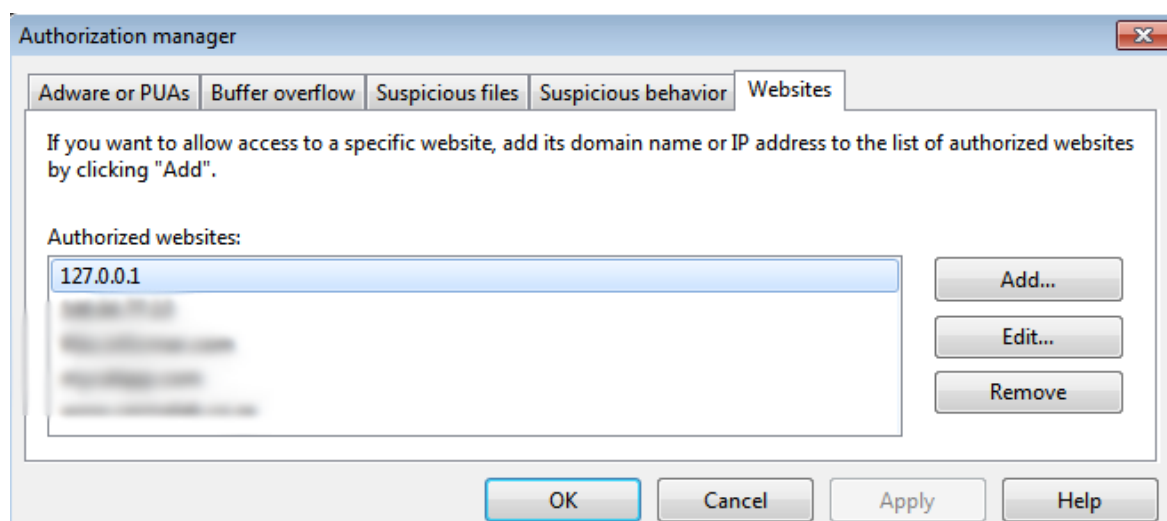 Authorization manager
Adware or PUAs Buffer overflow Suspicious files Suspicious behavior Websites
If you want to allow access to a specific website, add its domain name or IP address to the list of authorized websites
by clicking "Add".
Authorized websites:
127.0.0.1
Add...
Edit...
Remove
OK Cancel Apply Help